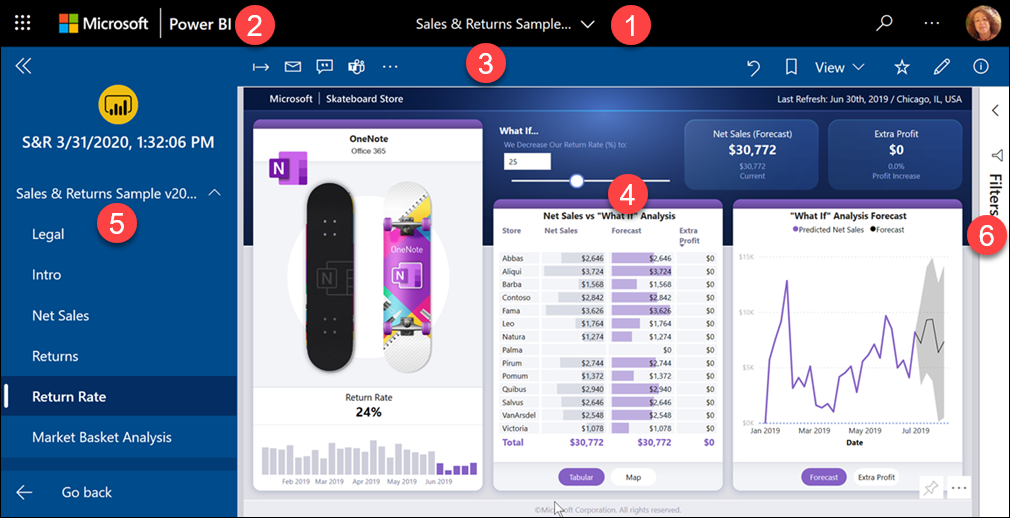 Microsoft Power BI 2 Sales & Returns Sample... 1
3
View
Microsoft Skateboard Store Last Refresh: Jun 30th, 2019 / Chicago, IL, USA
S&R 3/31/2020, 1:32:06 PM
Sales & Returns Sample v20...
5
Legal
Intro
Net Sales
Returns
Return Rate
Market Basket Analysis
Go back
OneNote
Office 365
N
OneNote
N
Return Rate
24%
Feb 2019 Mar 2019 Apr 2019 May 2019 Jun 2019
What If...
We Decrease Our Return Rate (%) to:
25
4
Net Sales (Forecast)
$30,772
$30,772
Current
Extra Profit
$0
0.0%
Profit Increase
Net Sales vs "What If" Analysis
Store Net Sales Forecast Extra Profit
Abbas $2,646 $2,646 $0
Aliqui $3,724 $3,724 $0
Barba $1,568 $1,568 $0
Contoso $2,842 $2,842 $0
Fama $3,626 $3,626 $0
Leo $1,764 $1,764 $0
Natura $1,274 $1,274 $0
Palma $0 $0
Pirum $2,744 $2,744 $0
Pomum $1,372 $1,372 $0
Quibus $2,940 $2,940 $0
Salvus $2,646 $2,646 $0
VanArsdel $2,548 $2,548 $0
Victoria $1,078 $1,078 $0
Total $30,772 $30,772 $0
Tabular Map
"What If" Analysis Forecast
Predicted Net Sales Forecast
$15K
$10K
$5K
$0K
Jan 2019 Mar 2019 May 2019 Jul 2019
Date
Forecast Extra Profit
Filters
6
©Microsoft Corporation. All rights reserved.